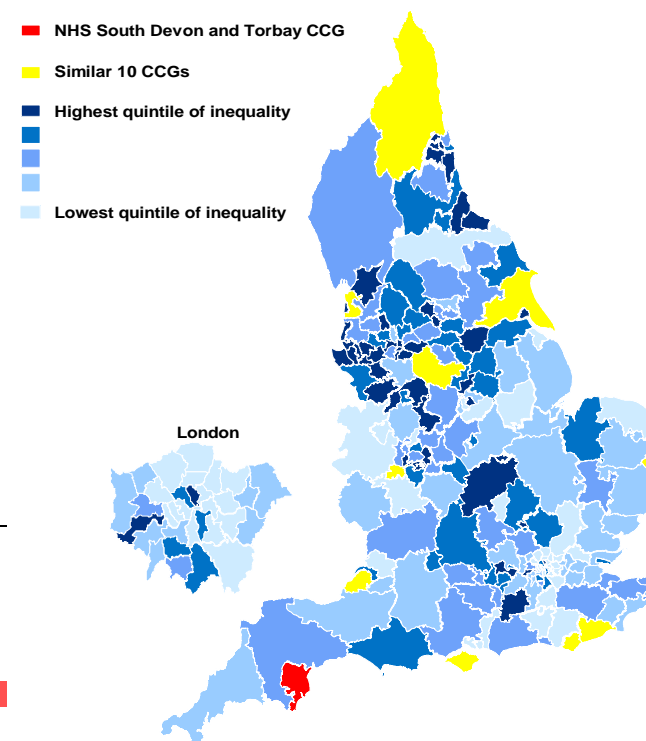 NHS South Devon and Torbay CCG
Similar 10 CCGs
Highest quintile of inequality
Lowest quintile of inequality
London